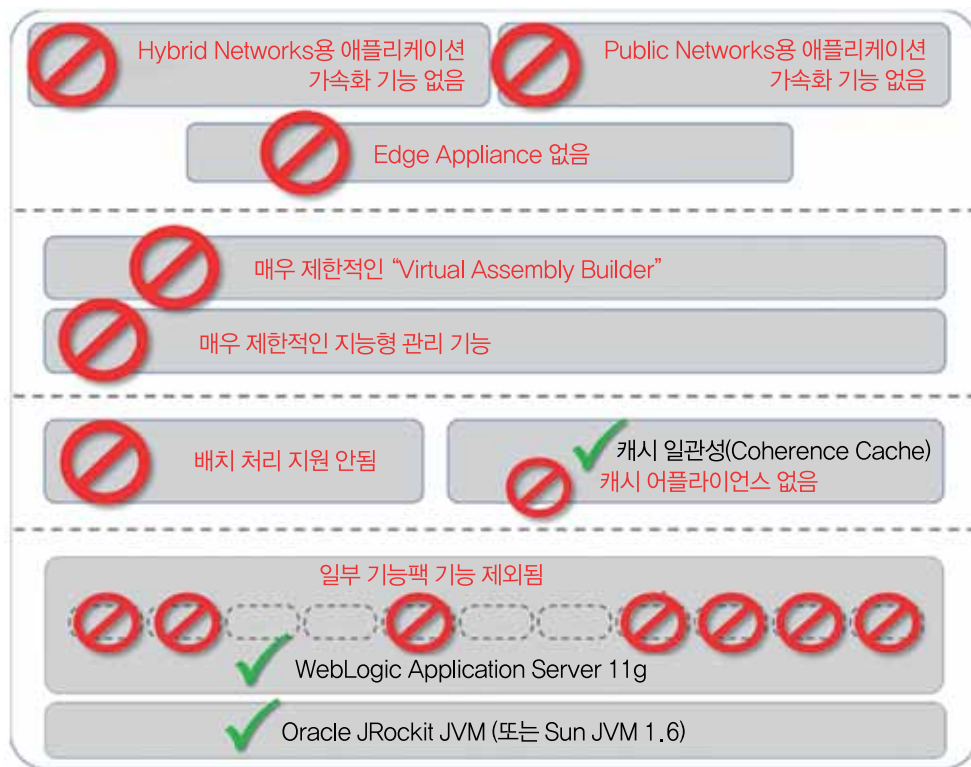 Hybrid Networks용 애플리케이션
가속화 기능 없음
Public Networks용 애플리케이션
가속화 기능 없음
Edge Appliance 없음
매우 제한적인 “Virtual Assembly Builder”
매우 제한적인 지능형 관리 기능
배치 처리 지원 안됨
캐시 일관성(Coherence Cache)
캐시 어플라이언스 없음
일부 기능팩 기능 제외됨
WebLogic Application Server 11g
Oracle JRockit JVM (또는 Sun JVM 1.6)